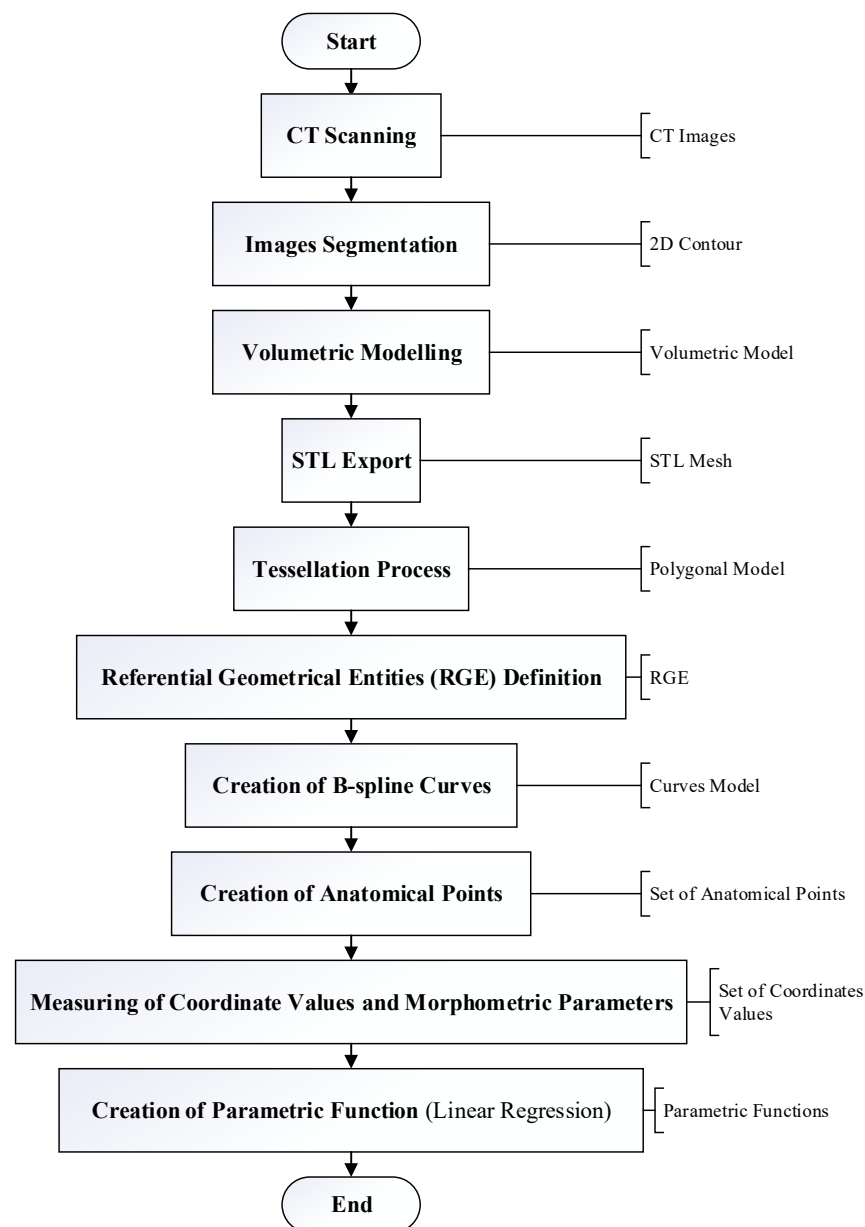 Start
CT Scanning
CT Images
Images Segmentation
2D Contour
Volumetric Modelling
Volumetric Model
STL Export
STL Mesh
Tessellation Process
Polygonal Model
Referential Geometrical Entities (RGE) Definition
RGE
Creation of B-spline Curves
Curves Model
Creation of Anatomical Points
Set of Anatomical Points
Measuring of Coordinate Values and Morphometric Parameters
Set of Coordinates
Values
Creation of Parametric Function (Linear Regression)
Parametric Functions
End